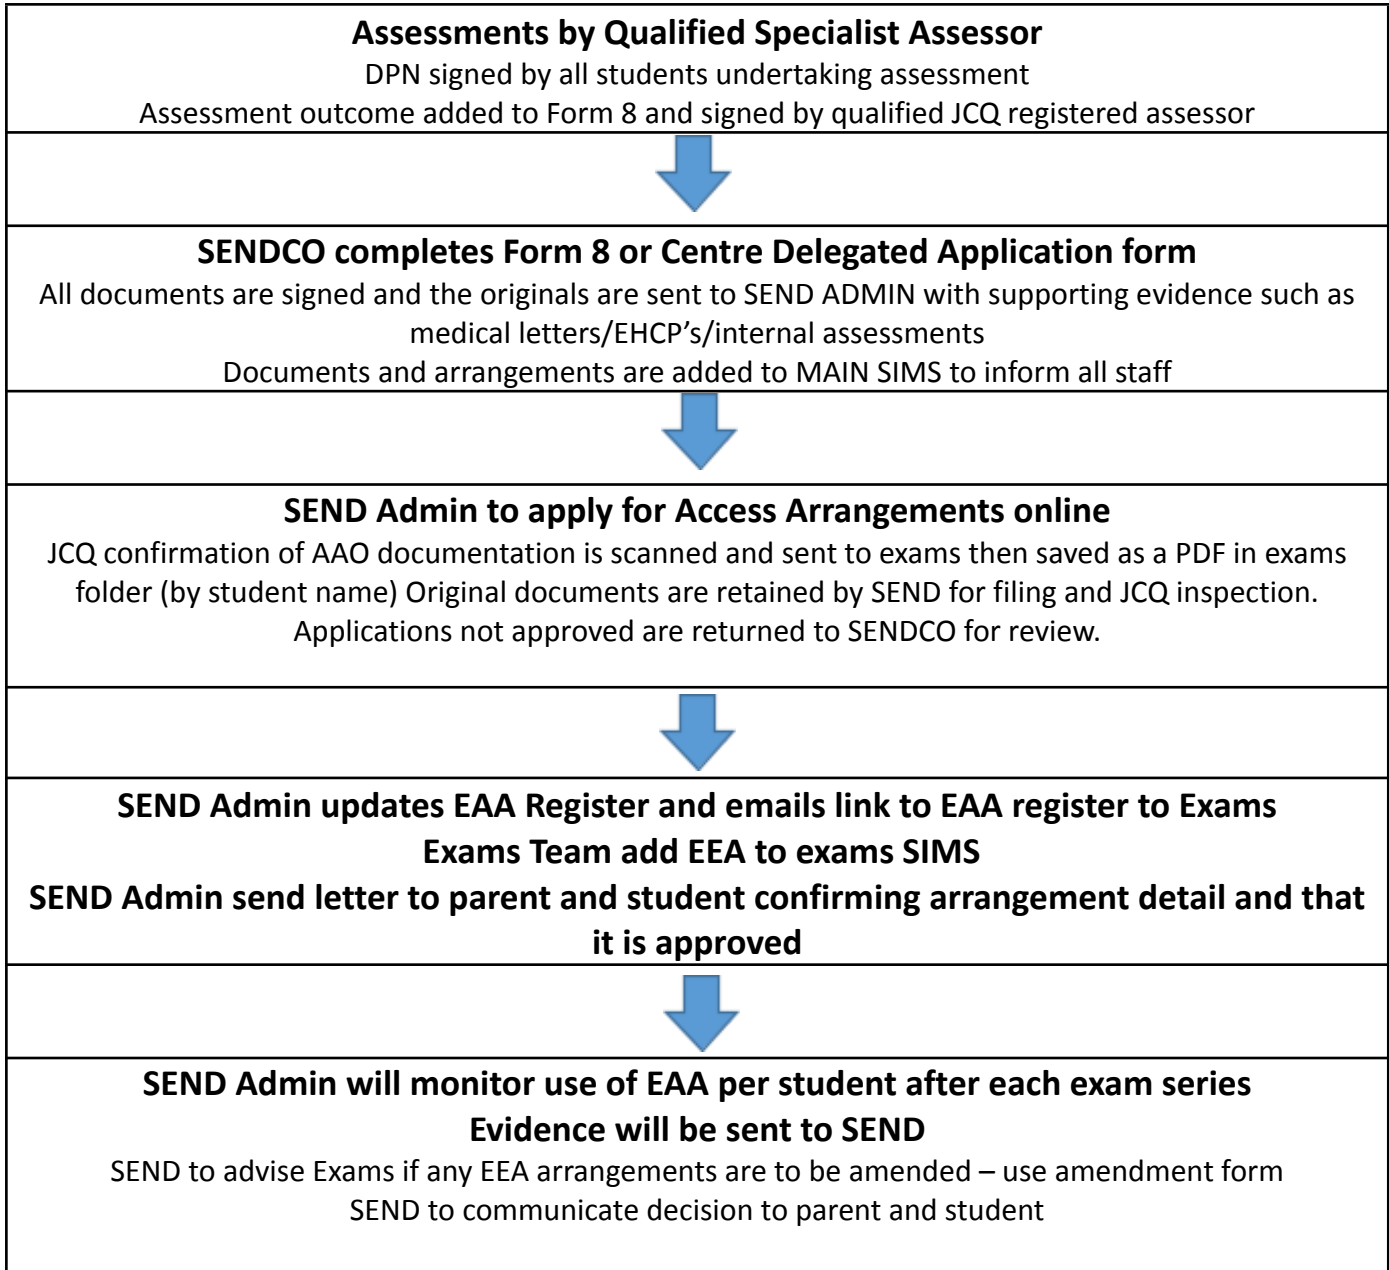 Assessments by Qualified Specialist Assessor
DPN signed by all students undertaking assessment
Assessment outcome added to Form 8 and signed by qualified JCQ registered assessor
SENDCO completes Form 8 or Centre Delegated Application form
All documents are signed and the originals are sent to SEND ADMIN with supporting evidence such as
medical letters/EHCP’s/internal assessments
Documents and arrangements are added to MAIN SIMS to inform all staff
SEND Admin to apply for Access Arrangements online
JCQ confirmation of AAO documentation is scanned and sent to exams then saved as a PDF in exams
folder (by student name) Original documents are retained by SEND for filing and JCQ inspection.
Applications not approved are returned to SENDCO for review.
SEND Admin updates EAA Register and emails link to EAA register to Exams
Exams Team add EEA to exams SIMS
SEND Admin send letter to parent and student confirming arrangement detail and that
it is approved
SEND Admin will monitor use of EAA per student after each exam series
Evidence will be sent to SEND
SEND to advise Exams if any EEA arrangements are to be amended – use amendment form
SEND to communicate decision to parent and student